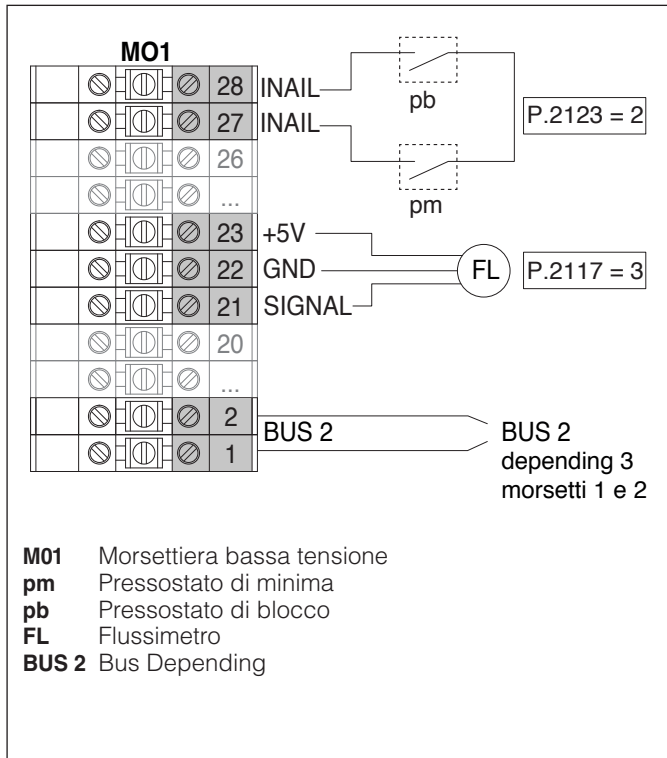 MO1
28 INAIL
pb
27 INAIL
P.2123 = 2
26
pm
...
23 +5V
22 GND
FL
P.2117 = 3
21 SIGNAL
20
...
2
BUS 2
1
BUS 2
depending 3
morsetti 1 e 2
M01 Morsettiera bassa tensione
pm Pressostato di minima
pb Pressostato di blocco
FL Flussimetro
BUS 2 Bus Depending